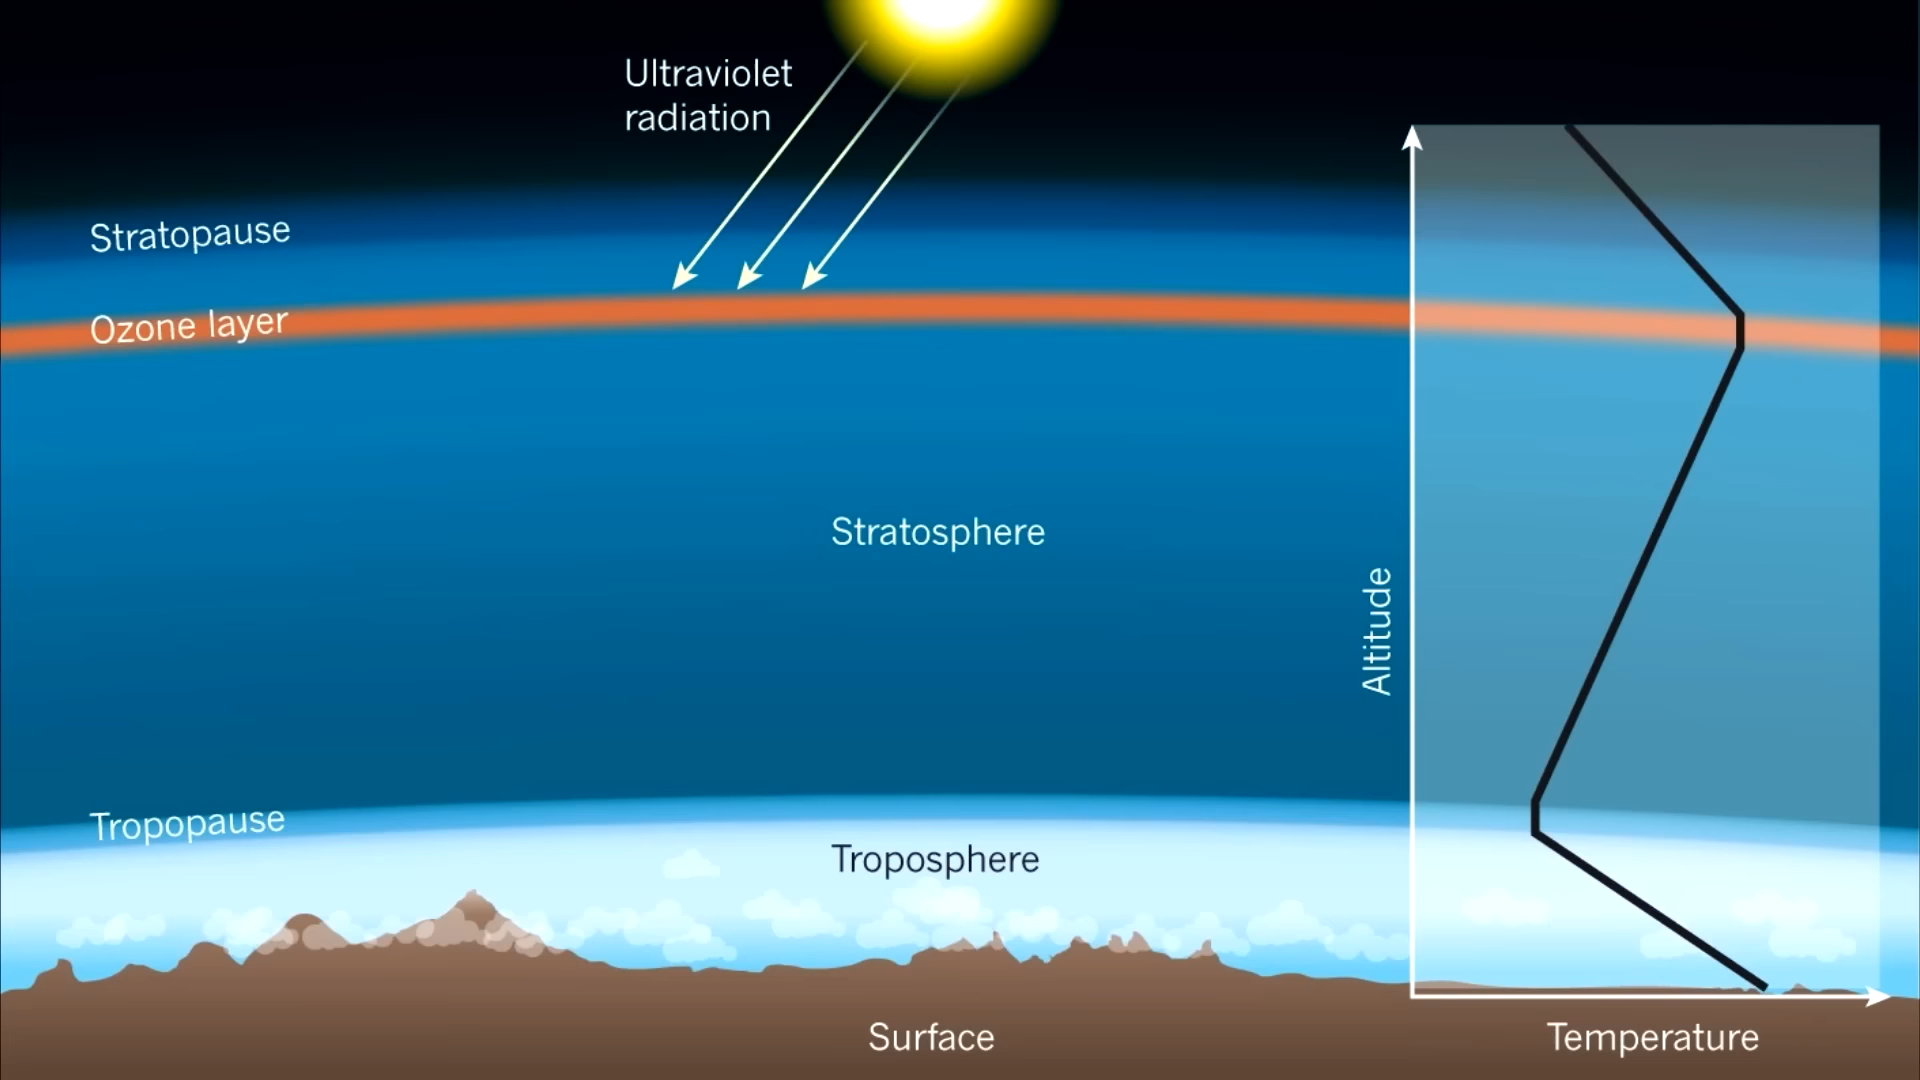 Ultraviolet
radiation
Stratopause
Ozone layer
Stratosphere
Altitude
Tropopause
Troposphere
Surface
Temperature